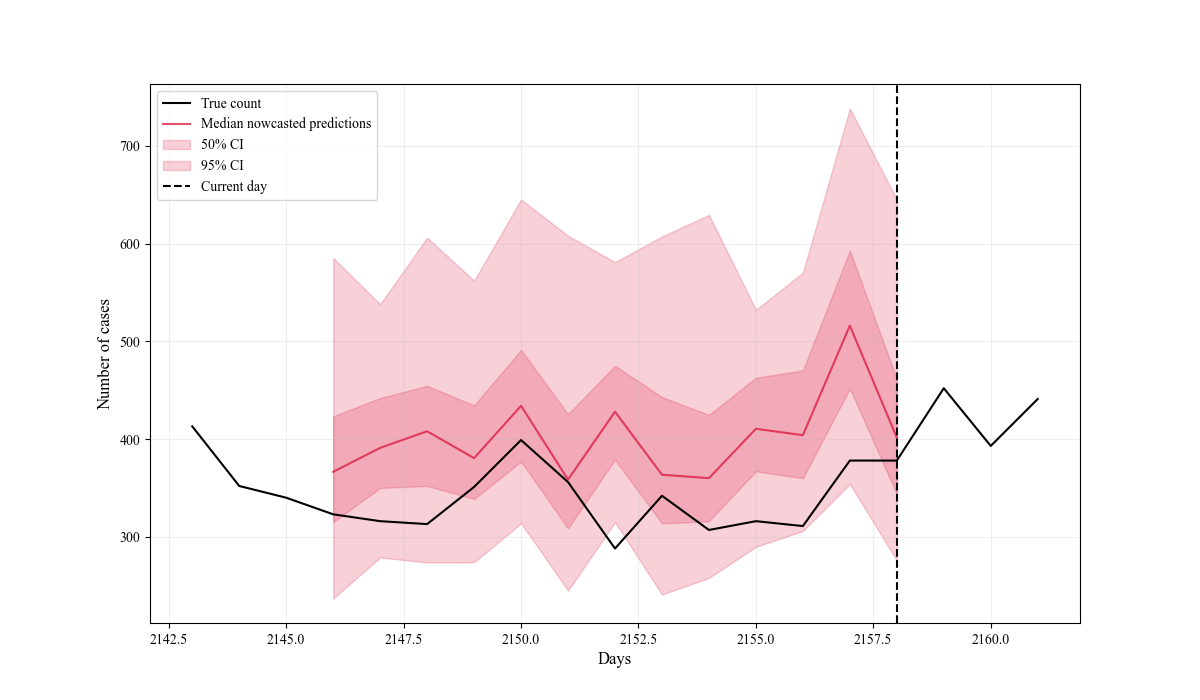 True count
Median nowcasted predictions
50% CI
95% CI
Current day
700
600
500
400
300
Number of cases
2142.5 2145.0 2147.5 2150.0 2152.5 2155.0 2157.5 2160.0
Days